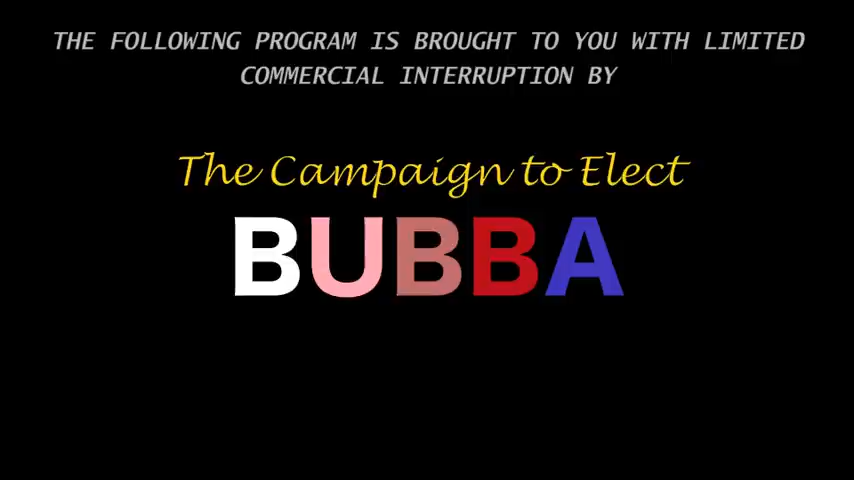 THE FOLLOWING PROGRAM IS BROUGHT TO YOU WITH LIMITED
COMMERCIAL INTERRUPTION BY
The Campaign to Elect
BUBBA